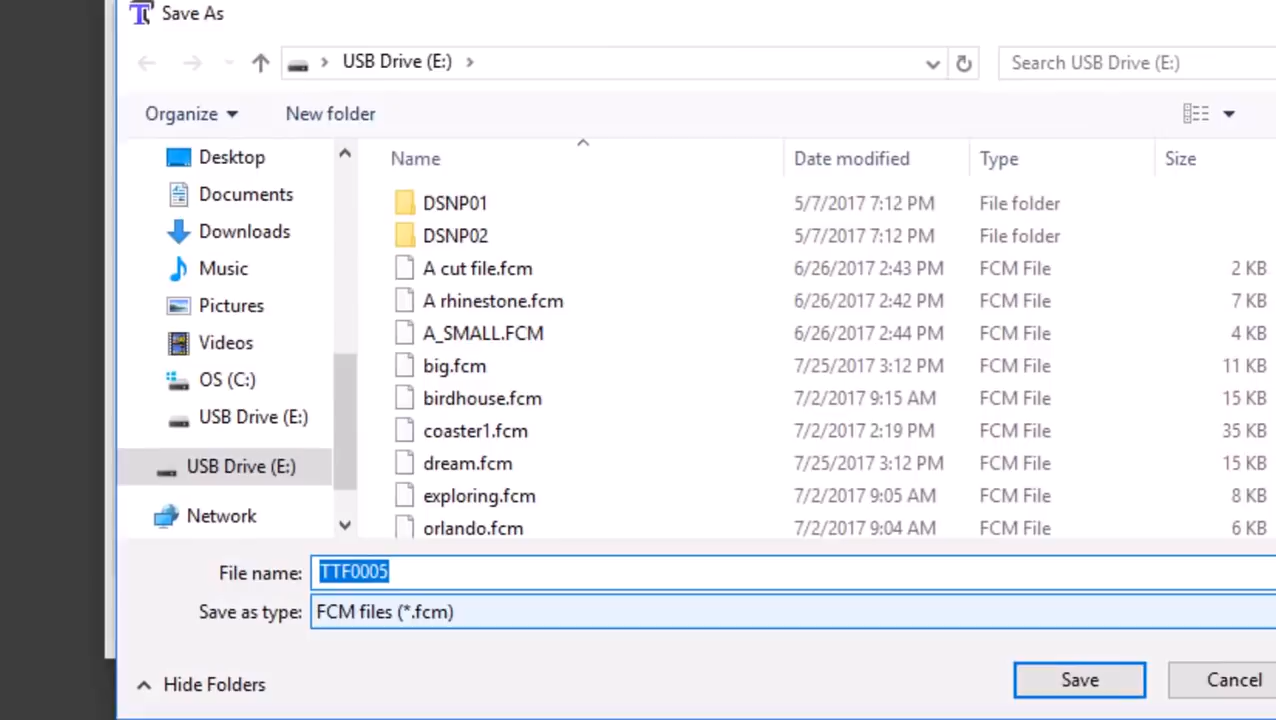 Save As
USB Drive (E:)
Search USB Drive (E:)
Organize
New folder
Name Date modified Type Size
Desktop
Documents
Downloads
Music
Pictures
Videos
OS (C:)
USB Drive (E:)
USB Drive (E:)
Network
DSNP01 5/7/2017 7:12 PM File folder
DSNP02 5/7/2017 7:12 PM File folder
A cut file.fcm 6/26/2017 2:43 PM FCM File 2 KB
A rhinestone.fcm 6/26/2017 2:42 PM FCM File 7 KB
A_SMALL.FCM 6/26/2017 2:44 PM FCM File 4 KB
big.fcm 7/25/2017 3:12 PM FCM File 11 KB
birdhouse.fcm 7/2/2017 9:15 AM FCM File 15 KB
coaster1.fcm 7/2/2017 2:19 PM FCM File 35 KB
dream.fcm 7/25/2017 3:12 PM FCM File 15 KB
exploring.fcm 7/2/2017 9:05 AM FCM File 8 KB
orlando.fcm 7/2/2017 9:04 AM FCM File 6 KB
File name: TTF0005
Save as type: FCM files (*.fcm)
Hide Folders
Save
Cancel